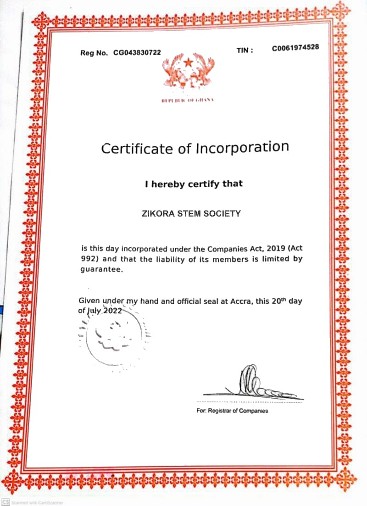 Reg No. CG043830722
TIN : C0061974528
REPUBLIC OF GHANA
Certificate of Incorporation
I hereby certify that
ZIKORA STEM SOCIETY
is this day incorporated under the Companies Act, 2019 (Act
992) and that the liability of its members is limited by
guarantee.
Given under my hand and official seal at Accra, this 20th day
of July 2022
For: Registrar of Companies
Scanned with CamScanner